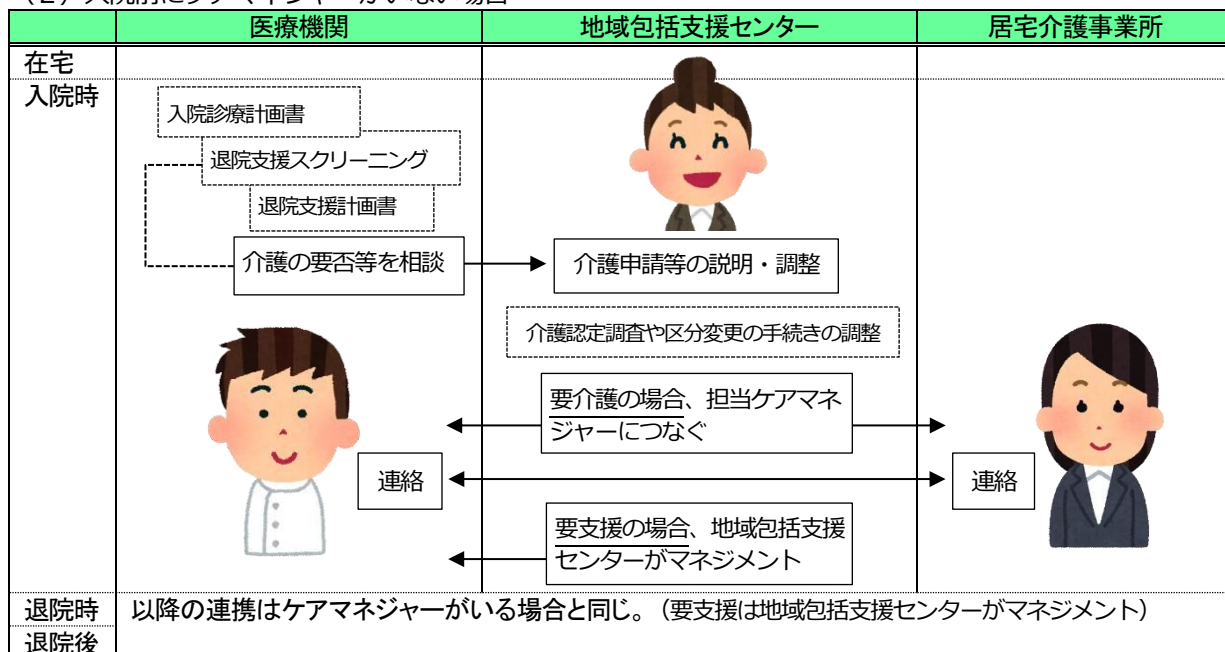 （２）入院前にケアマネジャーがいない場合
医療機関
地域包括支援センター
居宅介護事業所
在宅
入院時
入院診療計画書
退院支援スクリーニング
退院支援計画書
介護の要否等を相談
介護申請等の説明・調整
介護認定調査や区分変更の手続きの調整
要介護の場合、担当ケアマネ
ジャーにつなぐ
連絡
連絡
要支援の場合、地域包括支援
センターがマネジメント
退院時
以降の連携はケアマネジャーがいる場合と同じ。（要支援は地域包括支援センターがマネジメント）
退院後